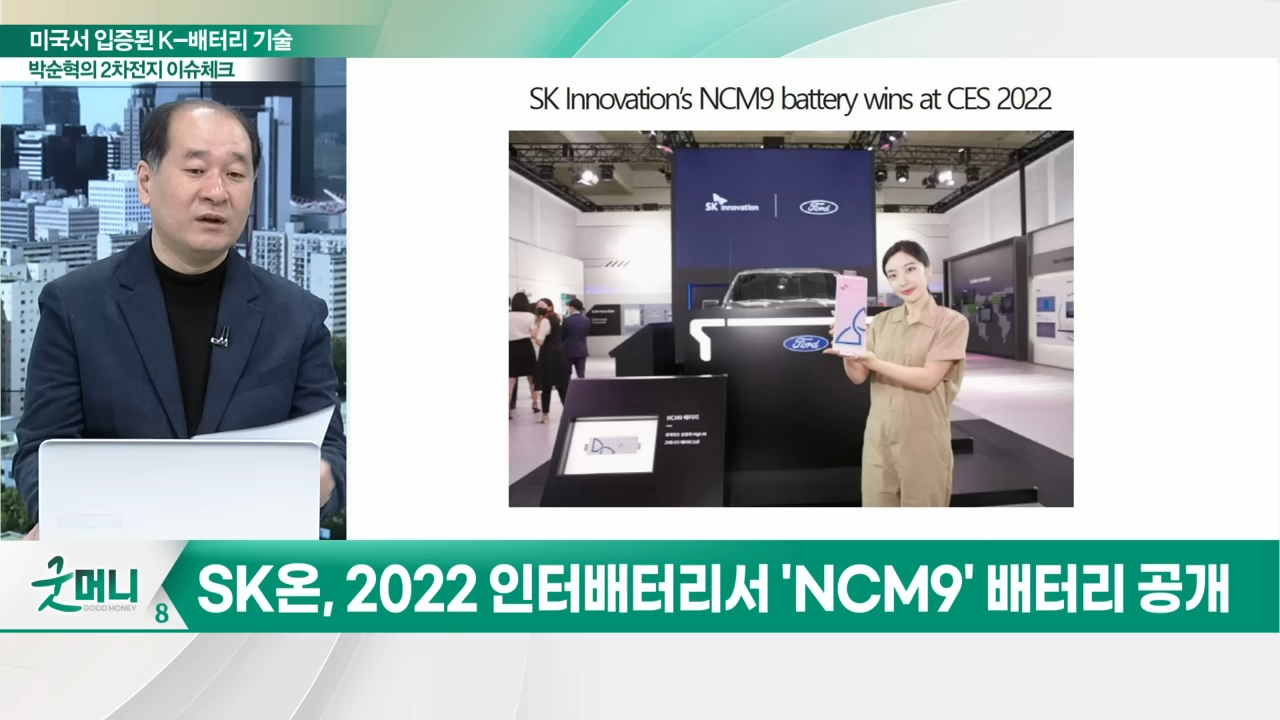 미국서 입증된 K-배터리 기술
박순혁의 2차전지 이슈체크
SK Innovation's NCM9 battery wins at CES 2022
SK innovation
Ford
Ford
NCM9 배터리
굿머니
GOOD MONEY
8
SK온, 2022 인터배터리서 'NCM9' 배터리 공개